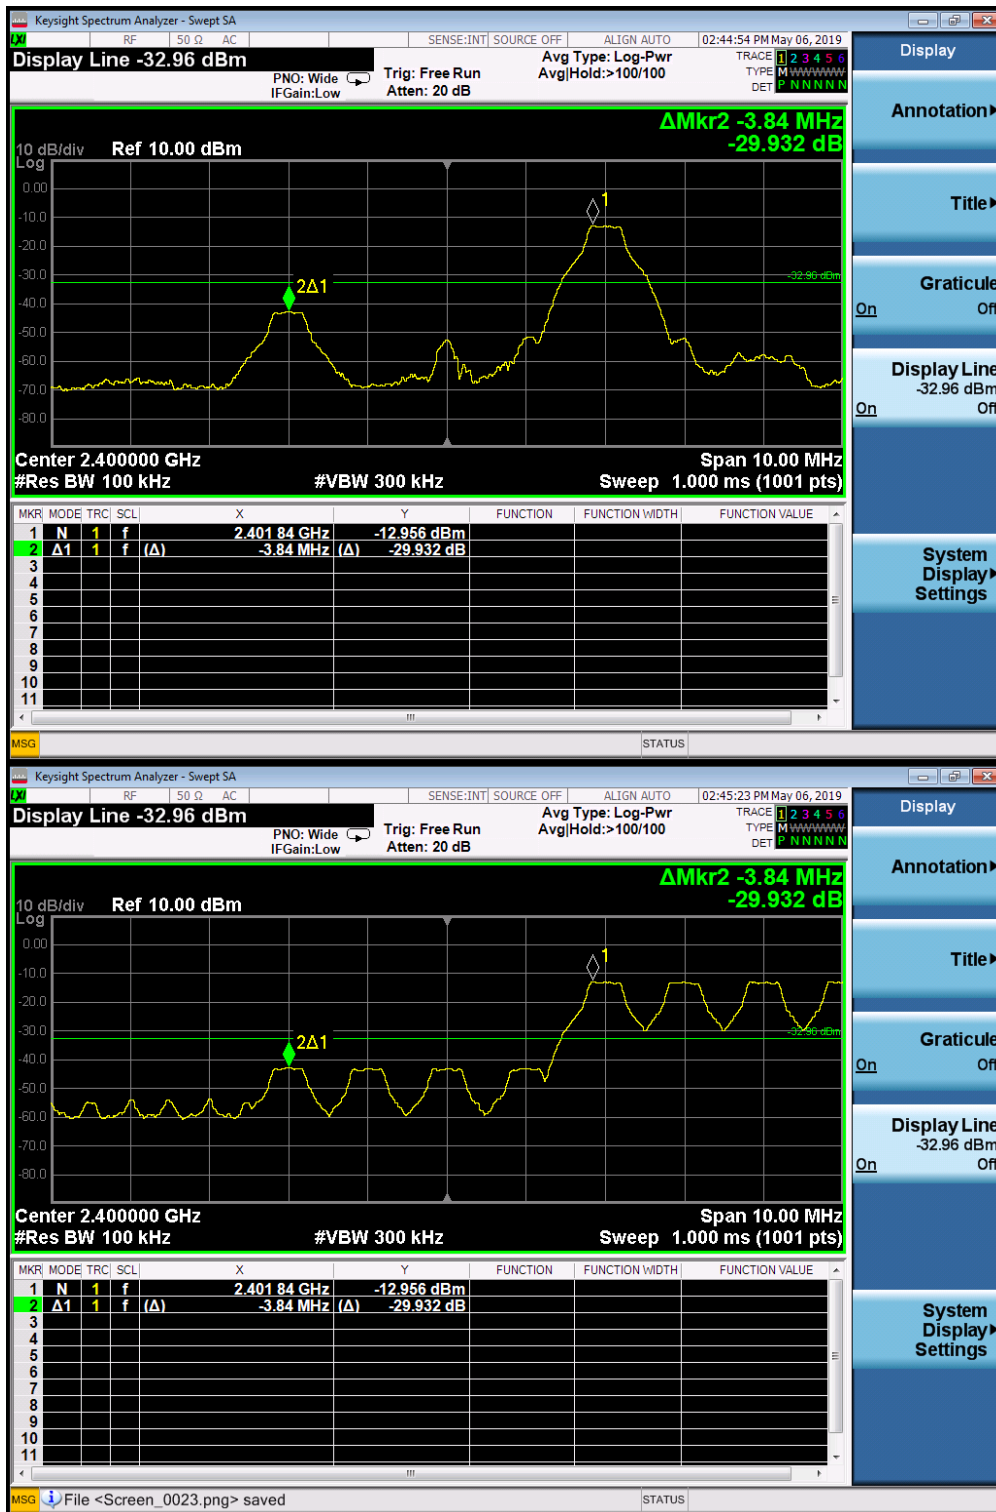 Keysight Spectrum Analyzer - Swept SA
LXI RF 50 Ω AC SENSE:INT SOURCE OFF ALIGN AUTO 02:44:54 PM May 06, 2019
Display Line -32.96 dBm
PNO: Wide
IFGain:Low
Trig: Free Run
Atten: 20 dB
Avg Type: Log-Pwr
Avg|Hold:>100/100
TRACE 1 2 3 4 5 6
TYPE M WWWWW
DET P N N N N N
ΔMkr2 -3.84 MHz
-29.932 dB
10 dB/div Ref 10.00 dBm
Log
0.00
-10.0
-20.0
-30.0
-40.0
-50.0
-60.0
-70.0
-80.0
1
2Δ1
-32.96 dBm
Center 2.400000 GHz Span 10.00 MHz
#Res BW 100 kHz #VBW 300 kHz Sweep 1.000 ms (1001 pts)
MKR MODE TRC SCL X Y FUNCTION FUNCTION WIDTH FUNCTION VALUE
1 N 1 f 2.401 84 GHz -12.956 dBm
2 Δ1 1 f (Δ) -3.84 MHz (Δ) -29.932 dB
3
4
5
6
7
8
9
10
11
MSG STATUS
Display
Annotation
Title
Graticule
On Off
Display Line
-32.96 dBm
On Off
System
Display
Settings
Keysight Spectrum Analyzer - Swept SA
LXI RF 50 Ω AC SENSE:INT SOURCE OFF ALIGN AUTO 02:45:23 PM May 06, 2019
Display Line -32.96 dBm
PNO: Wide
IFGain:Low
Trig: Free Run
Atten: 20 dB
Avg Type: Log-Pwr
Avg|Hold:>100/100
TRACE 1 2 3 4 5 6
TYPE M WWWWW
DET P N N N N N
ΔMkr2 -3.84 MHz
-29.932 dB
10 dB/div Ref 10.00 dBm
Log
0.00
-10.0
-20.0
-30.0
-40.0
-50.0
-60.0
-70.0
-80.0
1
2Δ1
-32.96 dBm
Center 2.400000 GHz Span 10.00 MHz
#Res BW 100 kHz #VBW 300 kHz Sweep 1.000 ms (1001 pts)
MKR MODE TRC SCL X Y FUNCTION FUNCTION WIDTH FUNCTION VALUE
1 N 1 f 2.401 84 GHz -12.956 dBm
2 Δ1 1 f (Δ) -3.84 MHz (Δ) -29.932 dB
3
4
5
6
7
8
9
10
11
MSG File <Screen_0023.png> saved STATUS
Display
Annotation
Title
Graticule
On Off
Display Line
-32.96 dBm
On Off
System
Display
Settings